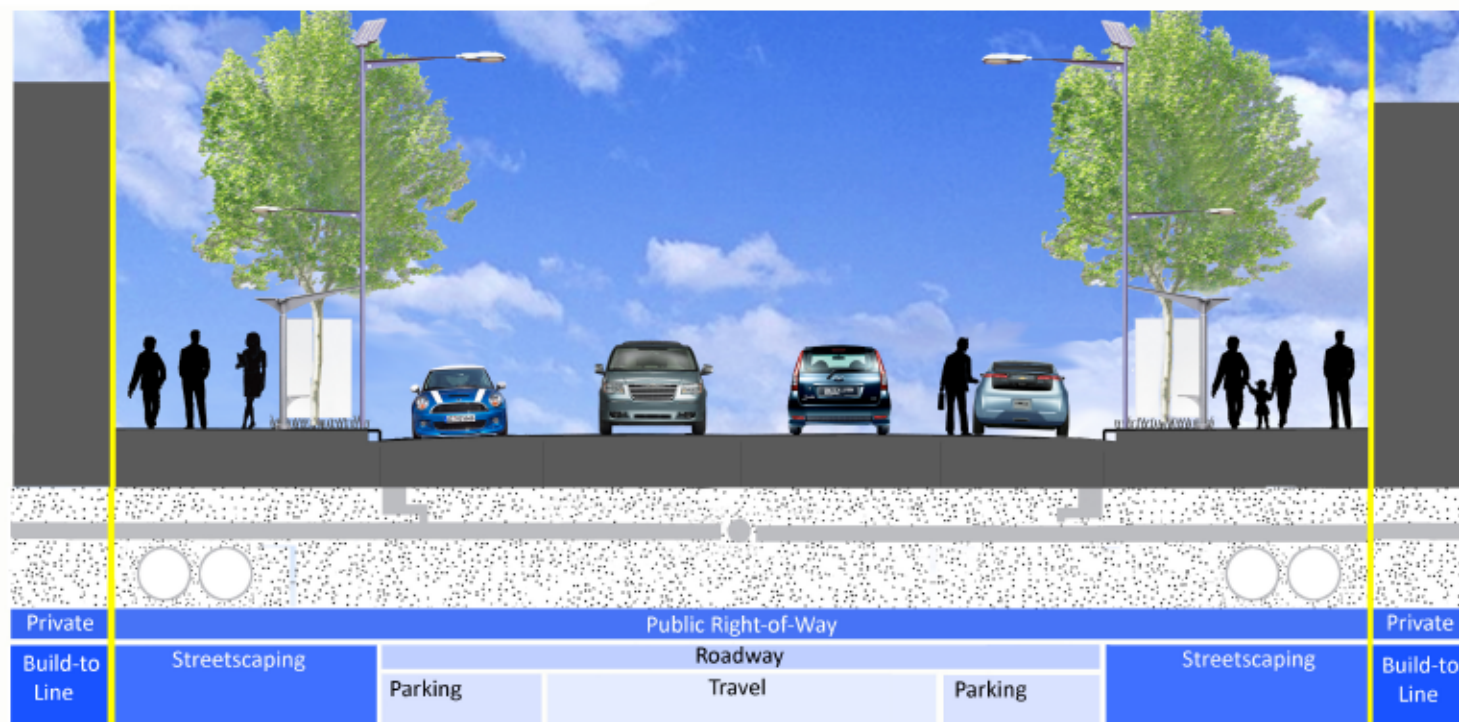 Private Public Right-of-Way Private
Build-to
Line
Streetscaping
Roadway
Parking Travel Parking
Streetscaping
Build-to
Line